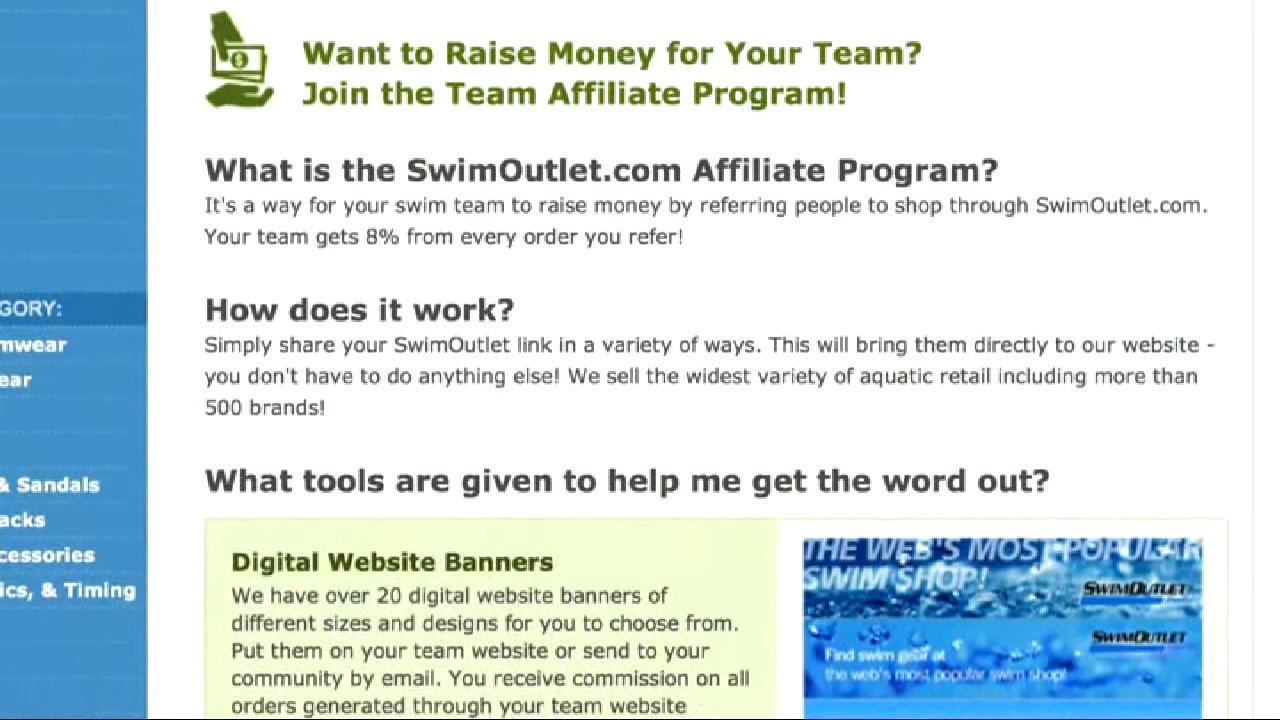 Want to Raise Money for Your Team?
Join the Team Affiliate Program!
What is the SwimOutlet.com Affiliate Program?
It's a way for your swim team to raise money by referring people to shop through SwimOutlet.com.
Your team gets 8% from every order you refer!
How does it work?
Simply share your SwimOutlet link in a variety of ways. This will bring them directly to our website -
you don't have to do anything else! We sell the widest variety of aquatic retail including more than
500 brands!
What tools are given to help me get the word out?
Digital Website Banners
We have over 20 digital website banners of
different sizes and designs for you to choose from.
Put them on your team website or send to your
community by email. You receive commission on all
orders generated through your team website
THE WEB'S MOST POPULAR
SWIM SHOP!
SWIMOUTLET
SWIMOUTLET
Find swim gear at
the web's most popular swim shop!
GORY:
mwear
ear
& Sandals
acks
cessories
ics, & Timing